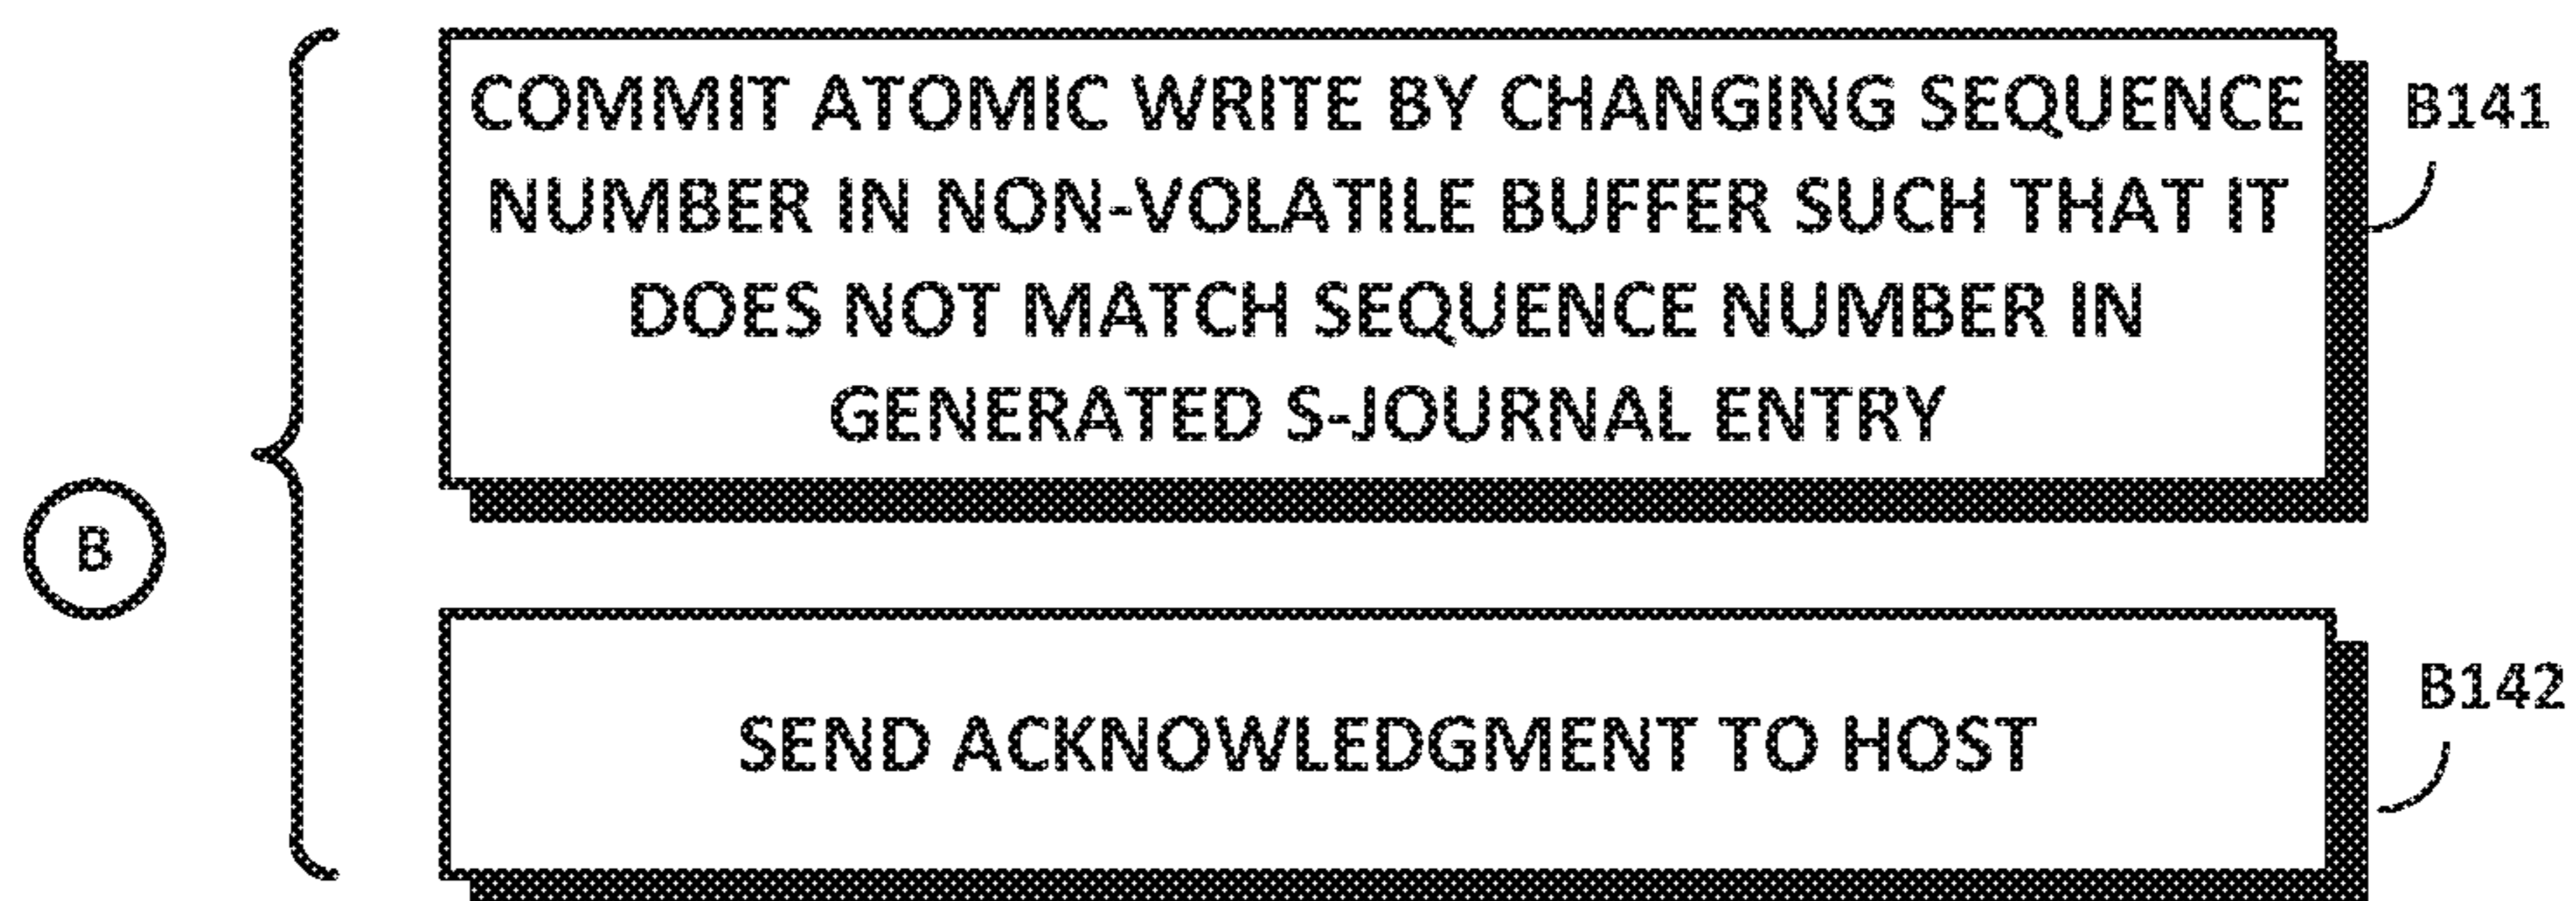 COMMIT ATOMIC WRITE BY CHANGING SEQUENCE
NUMBER IN NON-VOLATILE BUFFER SUCH THAT IT
DOES NOT MATCH SEQUENCE NUMBER IN
GENERATED S-JOURNAL ENTRY
B141
B
SEND ACKNOWLEDGMENT TO HOST
B142